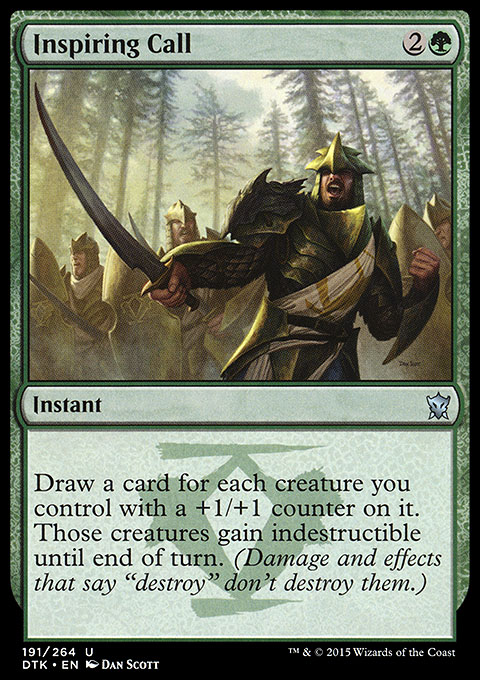 Inspiring Call 2
Instant
Draw a card for each creature you
control with a +1/+1 counter on it.
Those creatures gain indestructible
until end of turn. (Damage and effects
that say “destroy” don’t destroy them.)
191/264 U
DTK • EN Dan Scott
™ & © 2015 Wizards of the Coast